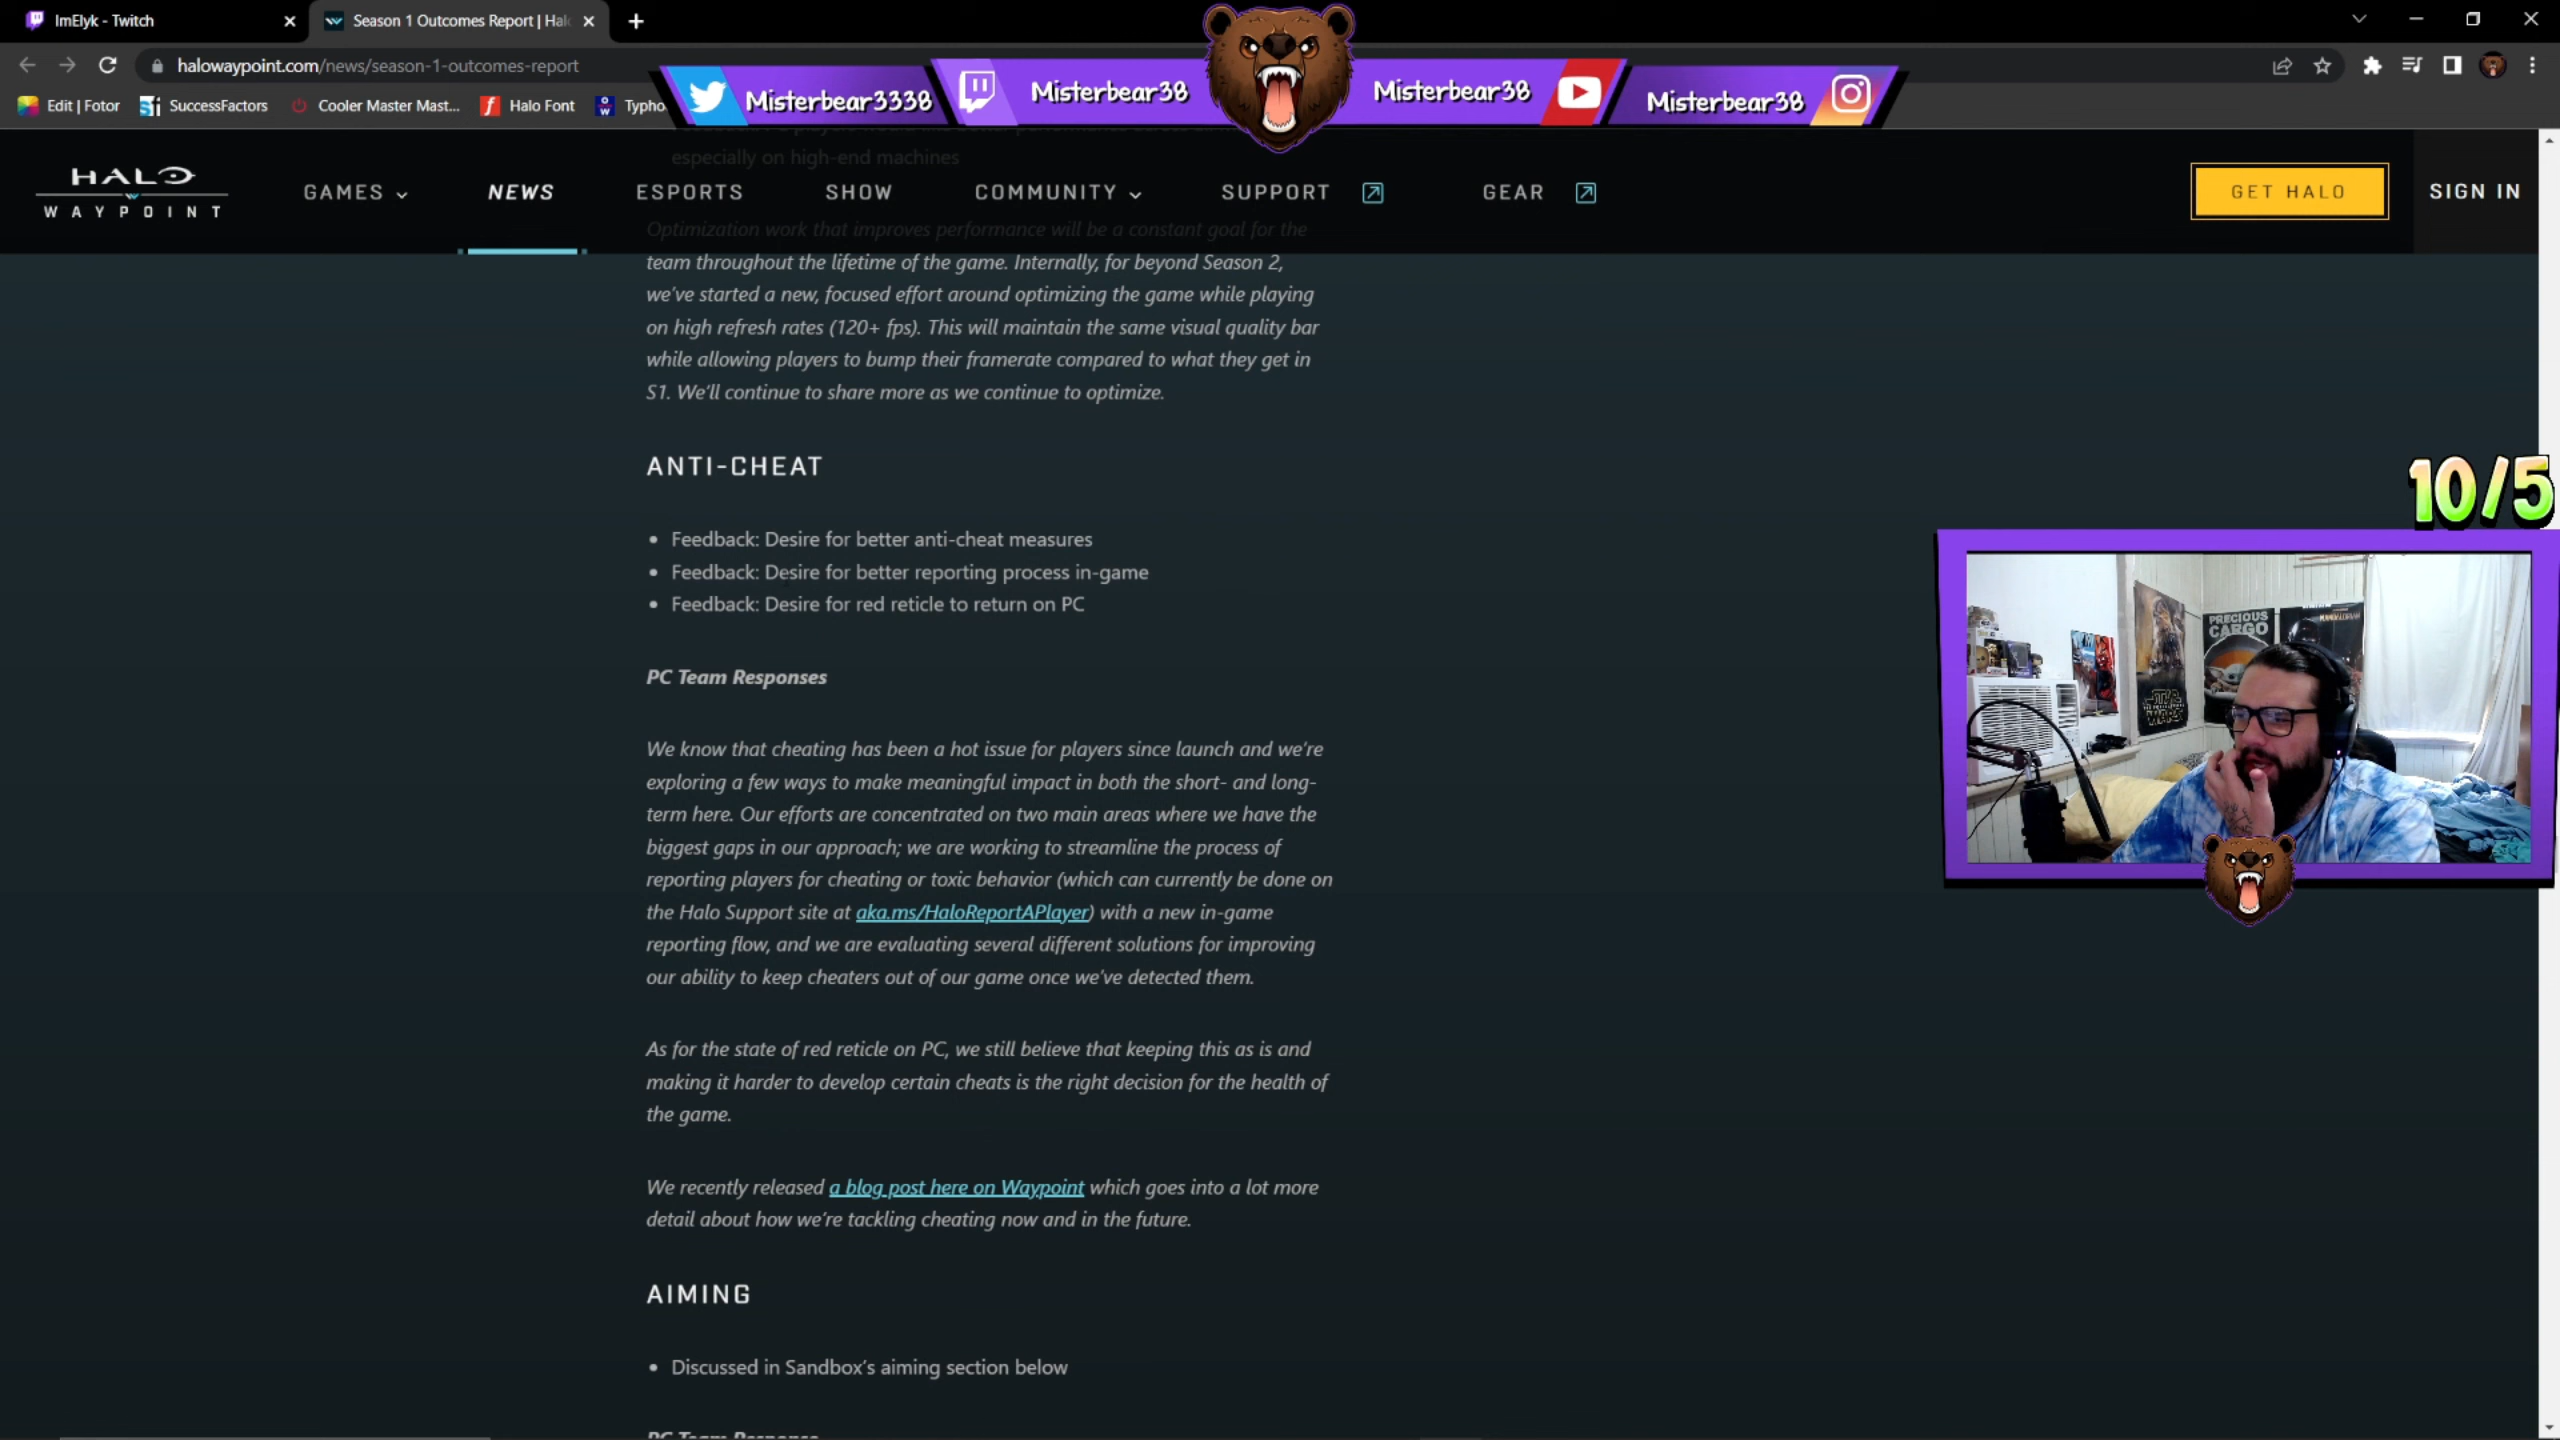 ImElyk - Twitch
Season 1 Outcomes Report | Hal
halowaypoint.com/news/season-1-outcomes-report
Misterbear3338
Misterbear38
Misterbear38
Misterbear38
Edit | Fotor
SuccessFactors
Cooler Master Mast...
Halo Font
Typho
especially on high-end machines
HALO
WAYPOINT
GAMES
NEWS
ESPORTS
SHOW
COMMUNITY
SUPPORT
GEAR
GET HALO
SIGN IN
Optimization work that improves performance will be a constant goal for the
team throughout the lifetime of the game. Internally, for beyond Season 2,
we've started a new, focused effort around optimizing the game while playing
on high refresh rates (120+ fps). This will maintain the same visual quality bar
while allowing players to bump their framerate compared to what they get in
S1. We'll continue to share more as we continue to optimize.
ANTI-CHEAT
• Feedback: Desire for better anti-cheat measures
• Feedback: Desire for better reporting process in-game
• Feedback: Desire for red reticle to return on PC
PC Team Responses
We know that cheating has been a hot issue for players since launch and we're
exploring a few ways to make meaningful impact in both the short- and long-
term here. Our efforts are concentrated on two main areas where we have the
biggest gaps in our approach; we are working to streamline the process of
reporting players for cheating or toxic behavior (which can currently be done on
the Halo Support site at aka.ms/HaloReportAPlayer) with a new in-game
reporting flow, and we are evaluating several different solutions for improving
our ability to keep cheaters out of our game once we've detected them.
As for the state of red reticle on PC, we still believe that keeping this as is and
making it harder to develop certain cheats is the right decision for the health of
the game.
We recently released a blog post here on Waypoint which goes into a lot more
detail about how we're tackling cheating now and in the future.
AIMING
• Discussed in Sandbox's aiming section below
PC Team Response
10/5
PRECIOUS
CARGO
MANDALORIAN
STAR
WARS